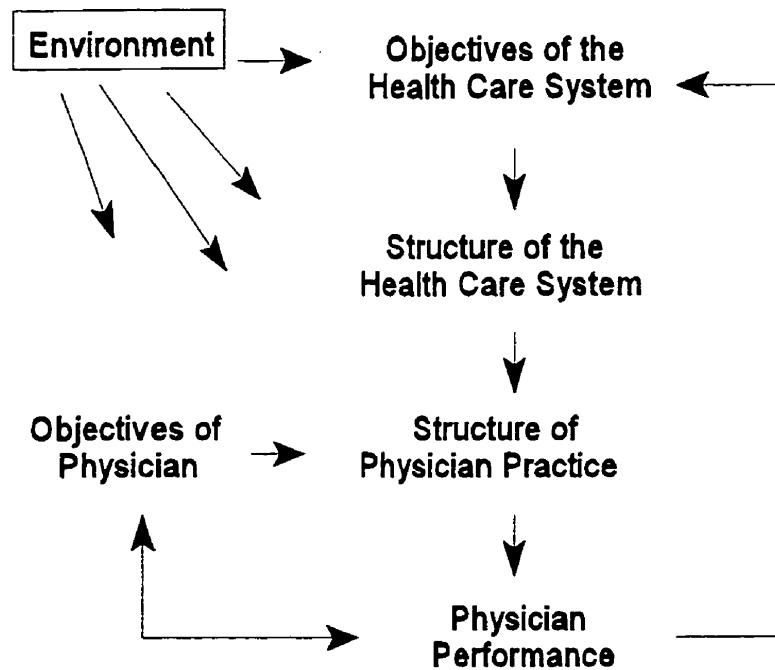 Environment
Objectives of the
Health Care System
Structure of the
Health Care System
Objectives of
Physician
Structure of
Physician Practice
Physician
Performance